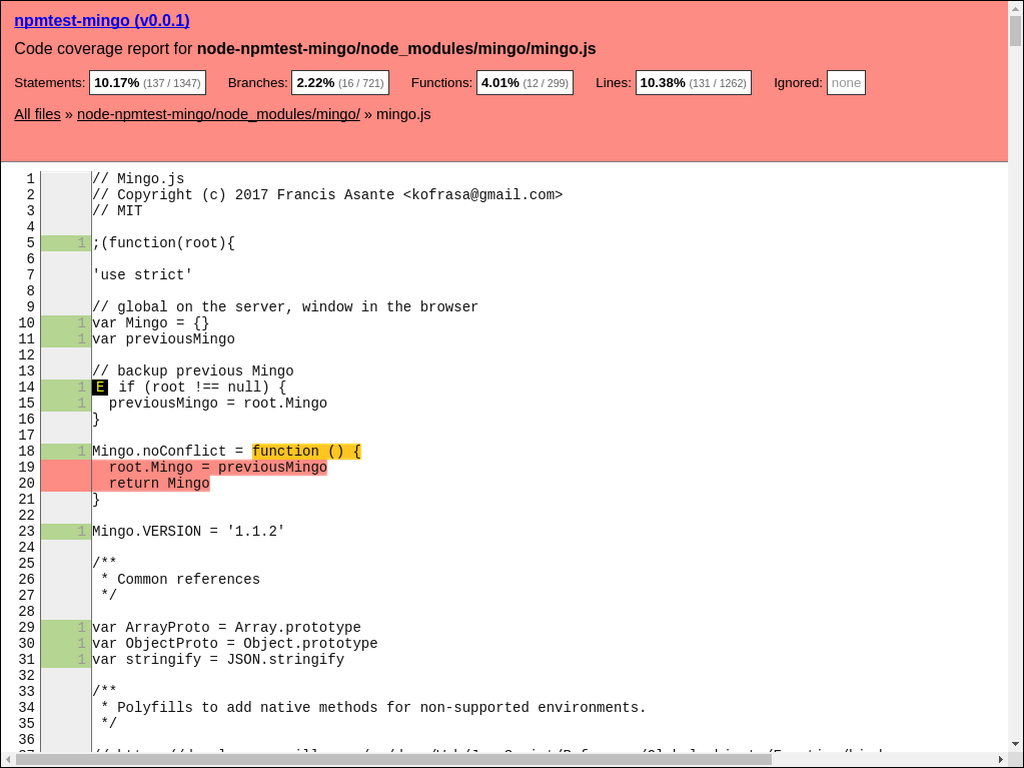 npmtest-mingo (v0.0.1)
Code coverage report for node-npmtest-mingo/node_modules/mingo/mingo.js
Statements: 10.17% (137 / 1347) Branches: 2.22% (16 / 721) Functions: 4.01% (12 / 299) Lines: 10.38% (131 / 1262) Ignored: none
All files » node-npmtest-mingo/node_modules/mingo/ » mingo.js
1 // Mingo.js
2 // Copyright (c) 2017 Francis Asante <kofrasa@gmail.com>
3 // MIT
4
5 1 ;(function(root){
6
7 'use strict'
8
9 // global on the server, window in the browser
10 1 var Mingo = {}
11 1 var previousMingo
12
13 // backup previous Mingo
14 1 E if (root !== null) {
15 1 previousMingo = root.Mingo
16 }
17
18 1 Mingo.noConflict = function () {
19 root.Mingo = previousMingo
20 return Mingo
21 }
22
23 1 Mingo.VERSION = '1.1.2'
24
25 /**
26 * Common references
27 */
28
29 1 var ArrayProto = Array.prototype
30 1 var ObjectProto = Object.prototype
31 1 var stringify = JSON.stringify
32
33 /**
34 * Polyfills to add native methods for non-supported environments.
35 */
36